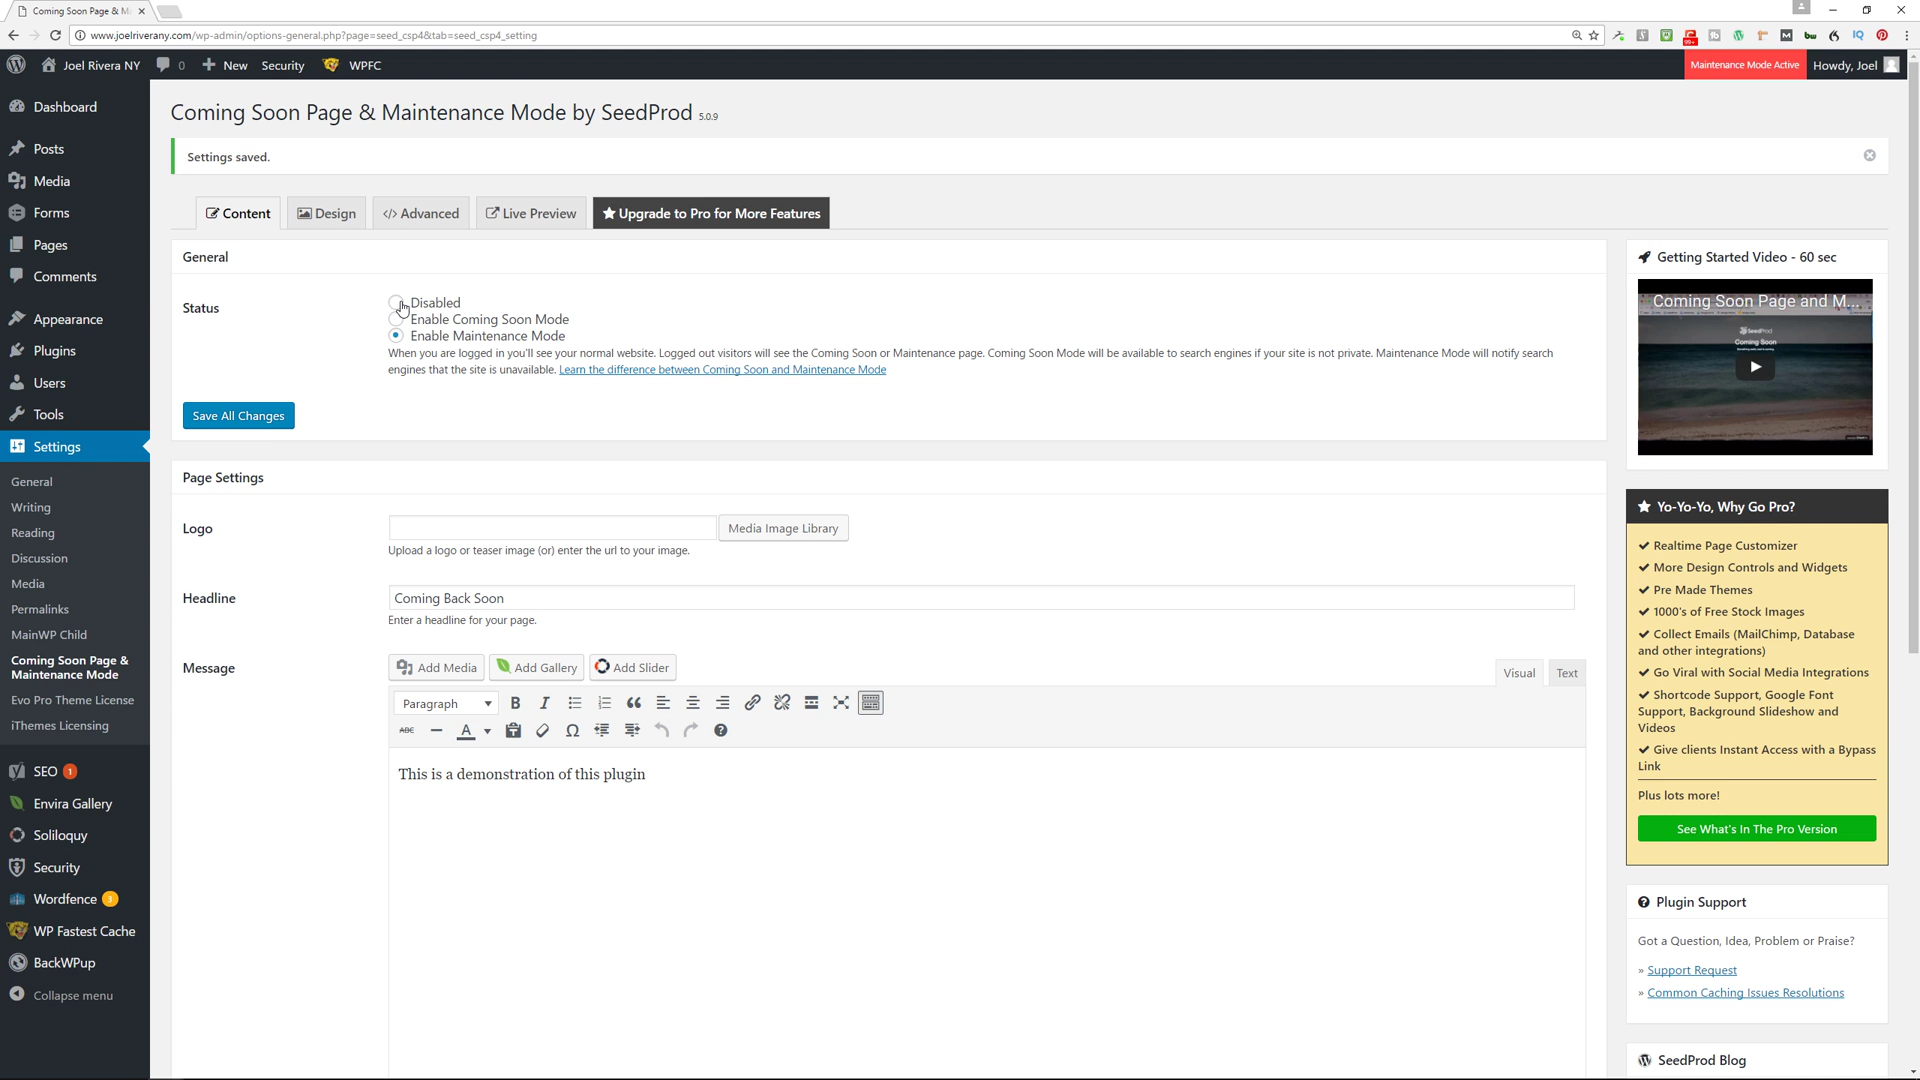 Coming Soon Page & M
www.joelriverany.com/wp-admin/options-general.php?page=seed_csp4&tab=seed_csp4_setting
99+
bw
IQ
Joel Rivera NY
0
New
Security
WPFC
Maintenance Mode Active
Howdy, Joel
Dashboard
Posts
Media
Forms
Pages
Comments
Appearance
Plugins
Users
Tools
Settings
General
Writing
Reading
Discussion
Media
Permalinks
MainWP Child
Coming Soon Page &
Maintenance Mode
Evo Pro Theme License
iThemes Licensing
SEO 1
Envira Gallery
Soliloquy
Security
Wordfence 3
WP Fastest Cache
BackWPup
Collapse menu
Coming Soon Page & Maintenance Mode by SeedProd 5.0.9
Settings saved.
Content
Design
Advanced
Live Preview
Upgrade to Pro for More Features
General
Status
Disabled
Enable Coming Soon Mode
Enable Maintenance Mode
When you are logged in you'll see your normal website. Logged out visitors will see the Coming Soon or Maintenance page. Coming Soon Mode will be available to search engines if your site is not private. Maintenance Mode will notify search
engines that the site is unavailable. Learn the difference between Coming Soon and Maintenance Mode
Save All Changes
Page Settings
Logo
Media Image Library
Upload a logo or teaser image (or) enter the url to your image.
Headline
Coming Back Soon
Enter a headline for your page.
Message
Add Media
Add Gallery
Add Slider
Visual
Text
Paragraph
B
I
ABC
A
This is a demonstration of this plugin
Getting Started Video - 60 sec
Coming Soon Page and M...
SeedProd
Coming Soon
Yo-Yo-Yo, Why Go Pro?
Realtime Page Customizer
More Design Controls and Widgets
Pre Made Themes
1000's of Free Stock Images
Collect Emails (MailChimp, Database
and other integrations)
Go Viral with Social Media Integrations
Shortcode Support, Google Font
Support, Background Slideshow and
Videos
Give clients Instant Access with a Bypass
Link
Plus lots more!
See What's In The Pro Version
Plugin Support
Got a Question, Idea, Problem or Praise?
» Support Request
» Common Caching Issues Resolutions
SeedProd Blog